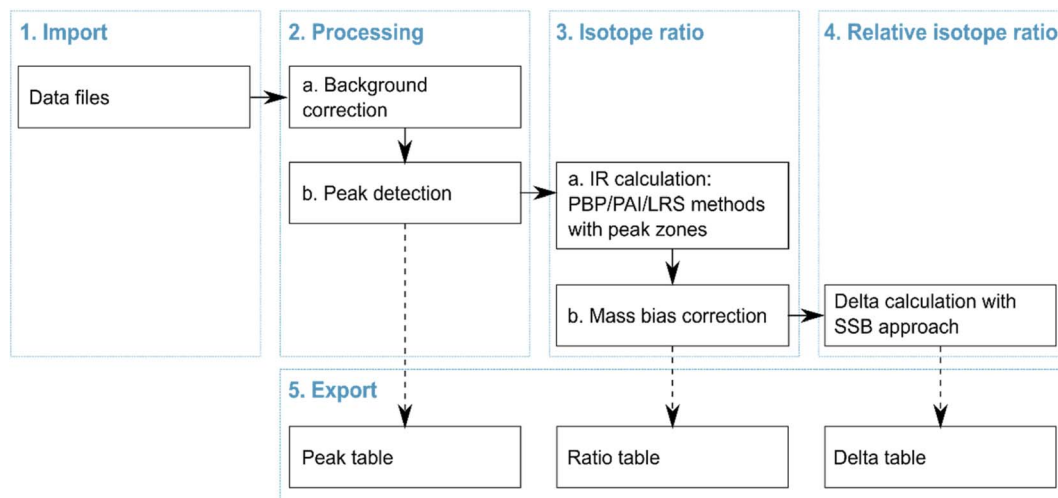 1. Import
Data files
2. Processing
a. Background
correction
b. Peak detection
3. Isotope ratio
a. IR calculation:
PBP/PAI/LRS methods
with peak zones
b. Mass bias correction
4. Relative isotope ratio
Delta calculation with
SSB approach
5. Export
Peak table
Ratio table
Delta table